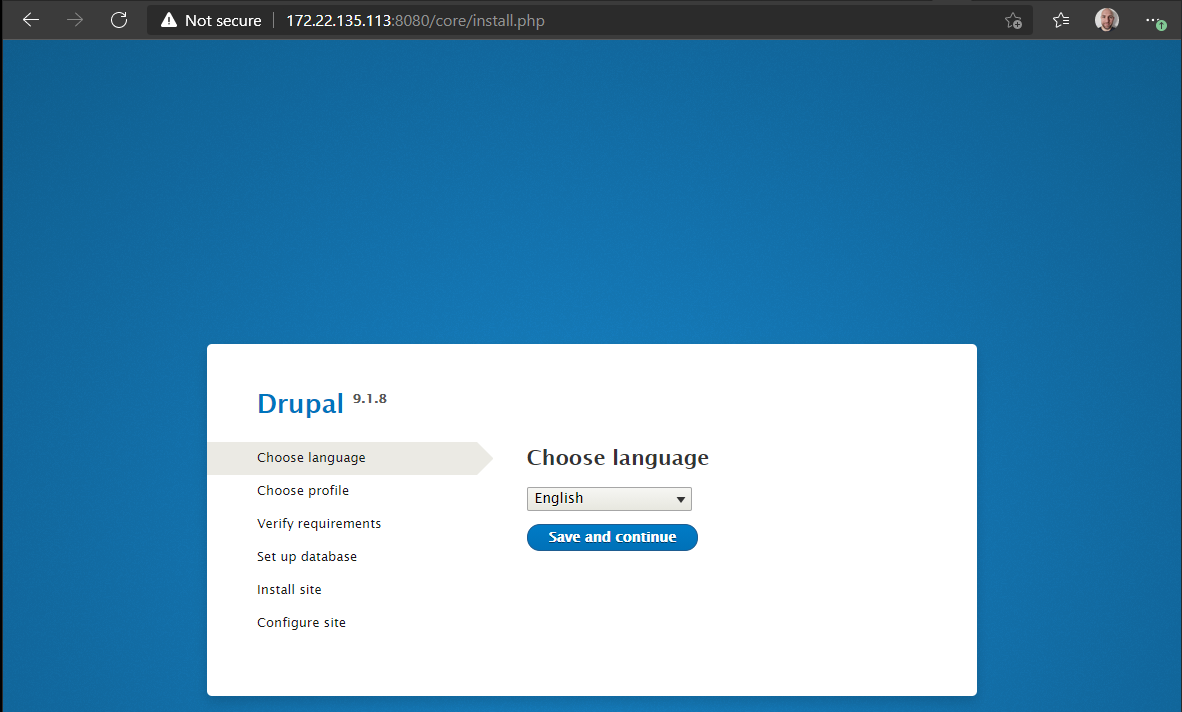 Not secure 172.22.135.113:8080/core/install.php
Drupal 9.1.8
Choose language
Choose profile
Verify requirements
Set up database
Install site
Configure site
Choose language
English
Save and continue